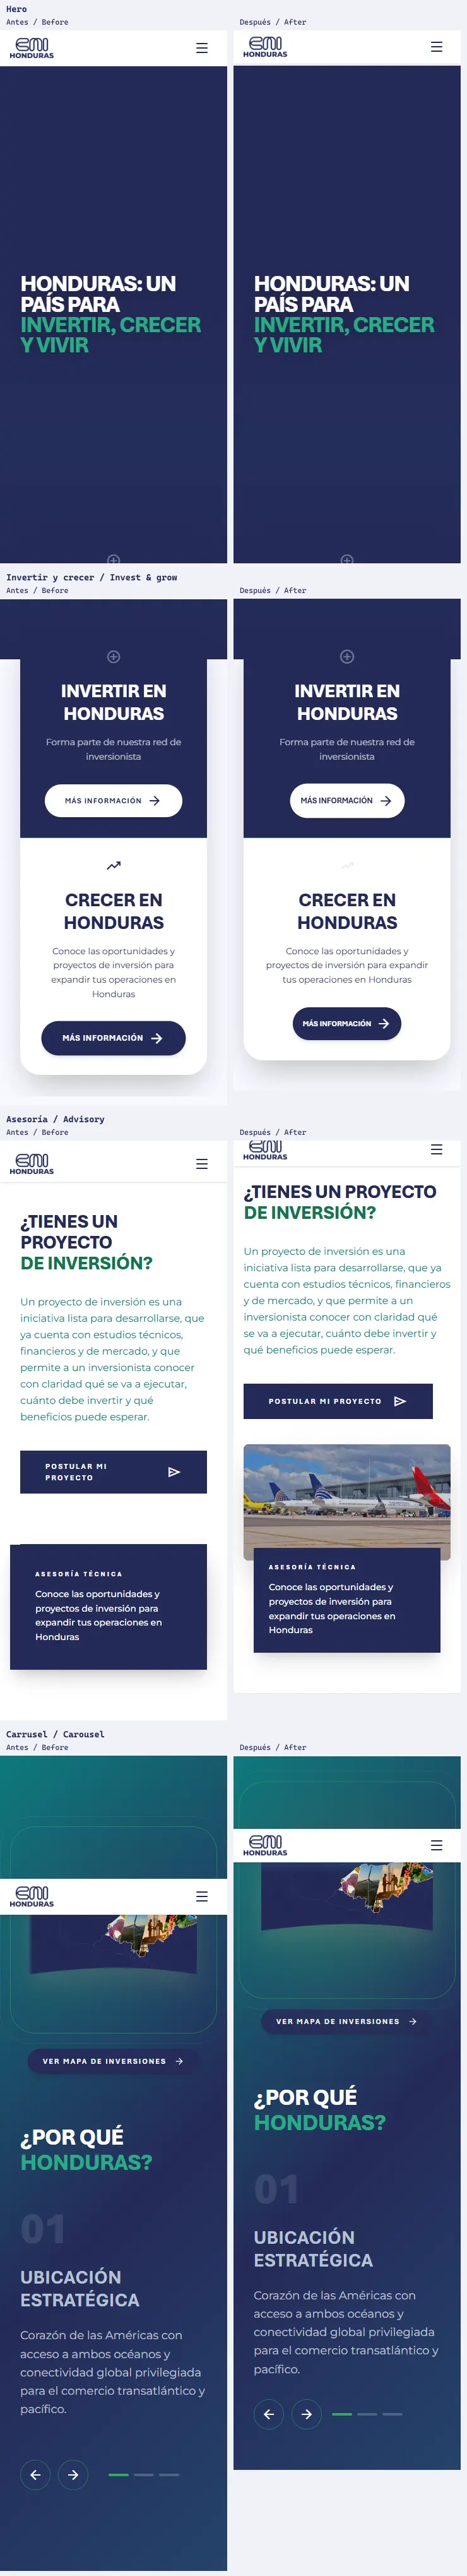 Hero
Antes / Before
Después / After
EMI
HONDURAS
EMI
HONDURAS
HONDURAS: UN
PAÍS PARA
INVERTIR, CRECER
Y VIVIR
HONDURAS: UN
PAÍS PARA
INVERTIR, CRECER
Y VIVIR
Invertir y crecer / Invest & grow
Antes / Before
Después / After
INVERTIR EN
HONDURAS
Forma parte de nuestra red de
inversionista
MÁS INFORMACIÓN
CRECER EN
HONDURAS
Conoce las oportunidades y
proyectos de inversión para
expandir tus operaciones en
Honduras
MÁS INFORMACIÓN
INVERTIR EN
HONDURAS
Forma parte de nuestra red de
inversionista
MÁS INFORMACIÓN
CRECER EN
HONDURAS
Conoce las oportunidades y
proyectos de inversión para expandir
tus operaciones en Honduras
MÁS INFORMACIÓN
Asesoría / Advisory
Antes / Before
Después / After
EMI
HONDURAS
¿TIENES UN
PROYECTO
DE INVERSIÓN?
Un proyecto de inversión es una
iniciativa lista para desarrollarse, que
ya cuenta con estudios técnicos,
financieros y de mercado, y que
permite a un inversionista conocer
con claridad qué se va a ejecutar,
cuánto debe invertir y qué
beneficios puede esperar.
POSTULAR MI
PROYECTO
ASESORÍA TÉCNICA
Conoce las oportunidades y
proyectos de inversión para
expandir tus operaciones en
Honduras
EMI
HONDURAS
¿TIENES UN PROYECTO
DE INVERSIÓN?
Un proyecto de inversión es una
iniciativa lista para desarrollarse, que ya
cuenta con estudios técnicos, financieros
y de mercado, y que permite a un
inversionista conocer con claridad qué
se va a ejecutar, cuánto debe invertir y
qué beneficios puede esperar.
POSTULAR MI PROYECTO
ASESORÍA TÉCNICA
Conoce las oportunidades y
proyectos de inversión para
expandir tus operaciones en
Honduras
Carrusel / Carousel
Antes / Before
Después / After
EMI
HONDURAS
VER MAPA DE INVERSIONES
¿POR QUÉ
HONDURAS?
01
UBICACIÓN
ESTRATÉGICA
Corazón de las Américas con
acceso a ambos océanos y
conectividad global privilegiada
para el comercio transatlántico y
pacífico.
EMI
HONDURAS
VER MAPA DE INVERSIONES
¿POR QUÉ
HONDURAS?
01
UBICACIÓN
ESTRATÉGICA
Corazón de las Américas con
acceso a ambos océanos y
conectividad global privilegiada
para el comercio transatlántico y
pacífico.